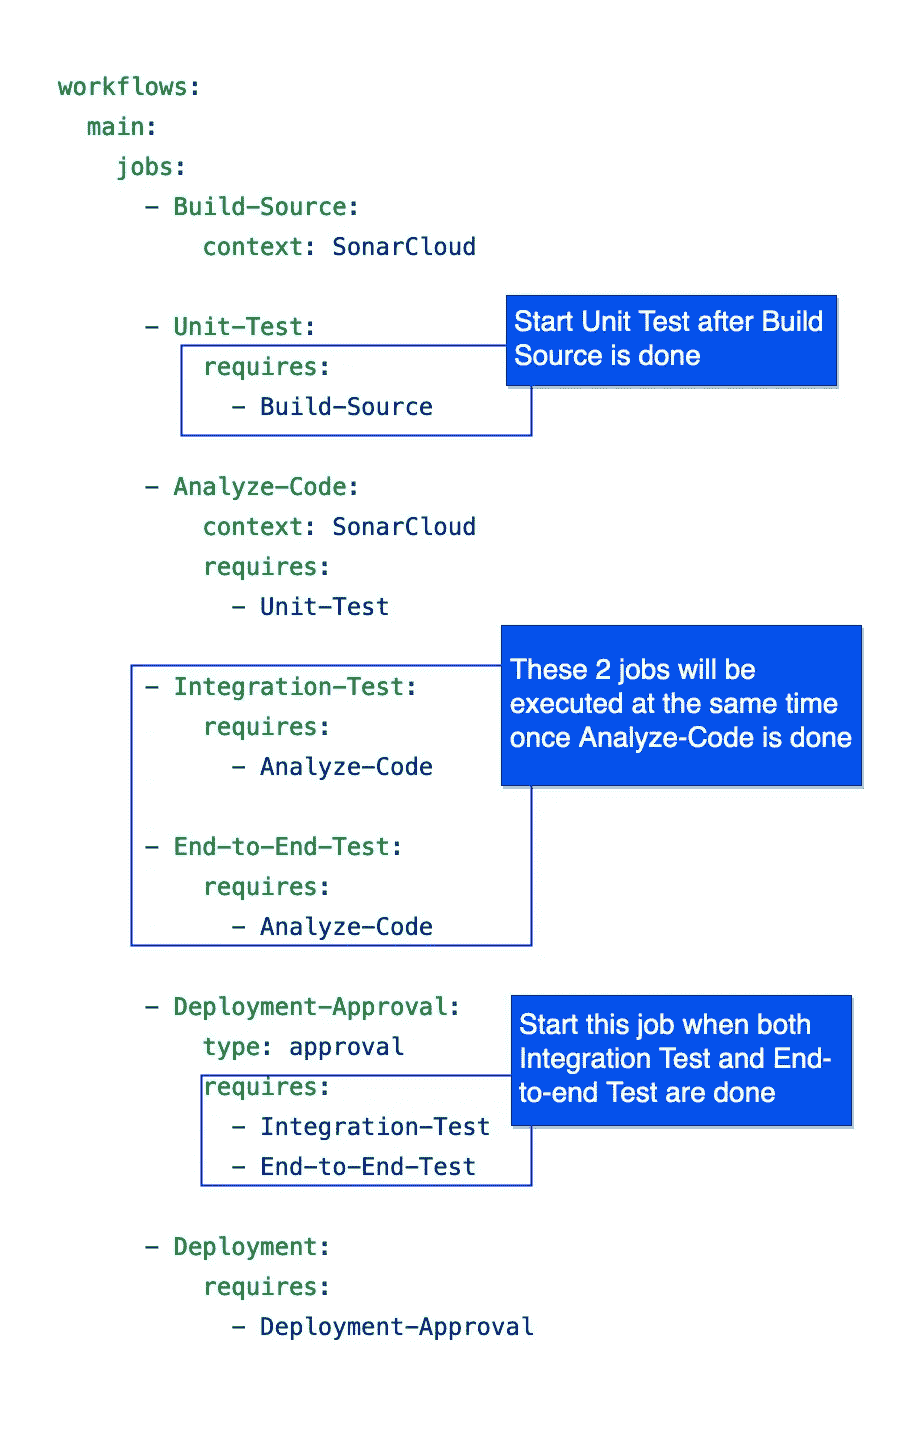 workflows:
main:
jobs:
- Build-Source:
context: SonarCloud
- Unit-Test:
requires:
- Build-Source
Start Unit Test after Build
Source is done
- Analyze-Code:
context: SonarCloud
requires:
- Unit-Test
- Integration-Test:
requires:
- Analyze-Code
These 2 jobs will be
executed at the same time
once Analyze-Code is done
- End-to-End-Test:
requires:
- Analyze-Code
- Deployment-Approval:
type: approval
requires:
- Integration-Test
- End-to-End-Test
Start this job when both
Integration Test and End-
to-end Test are done
- Deployment:
requires:
- Deployment-Approval